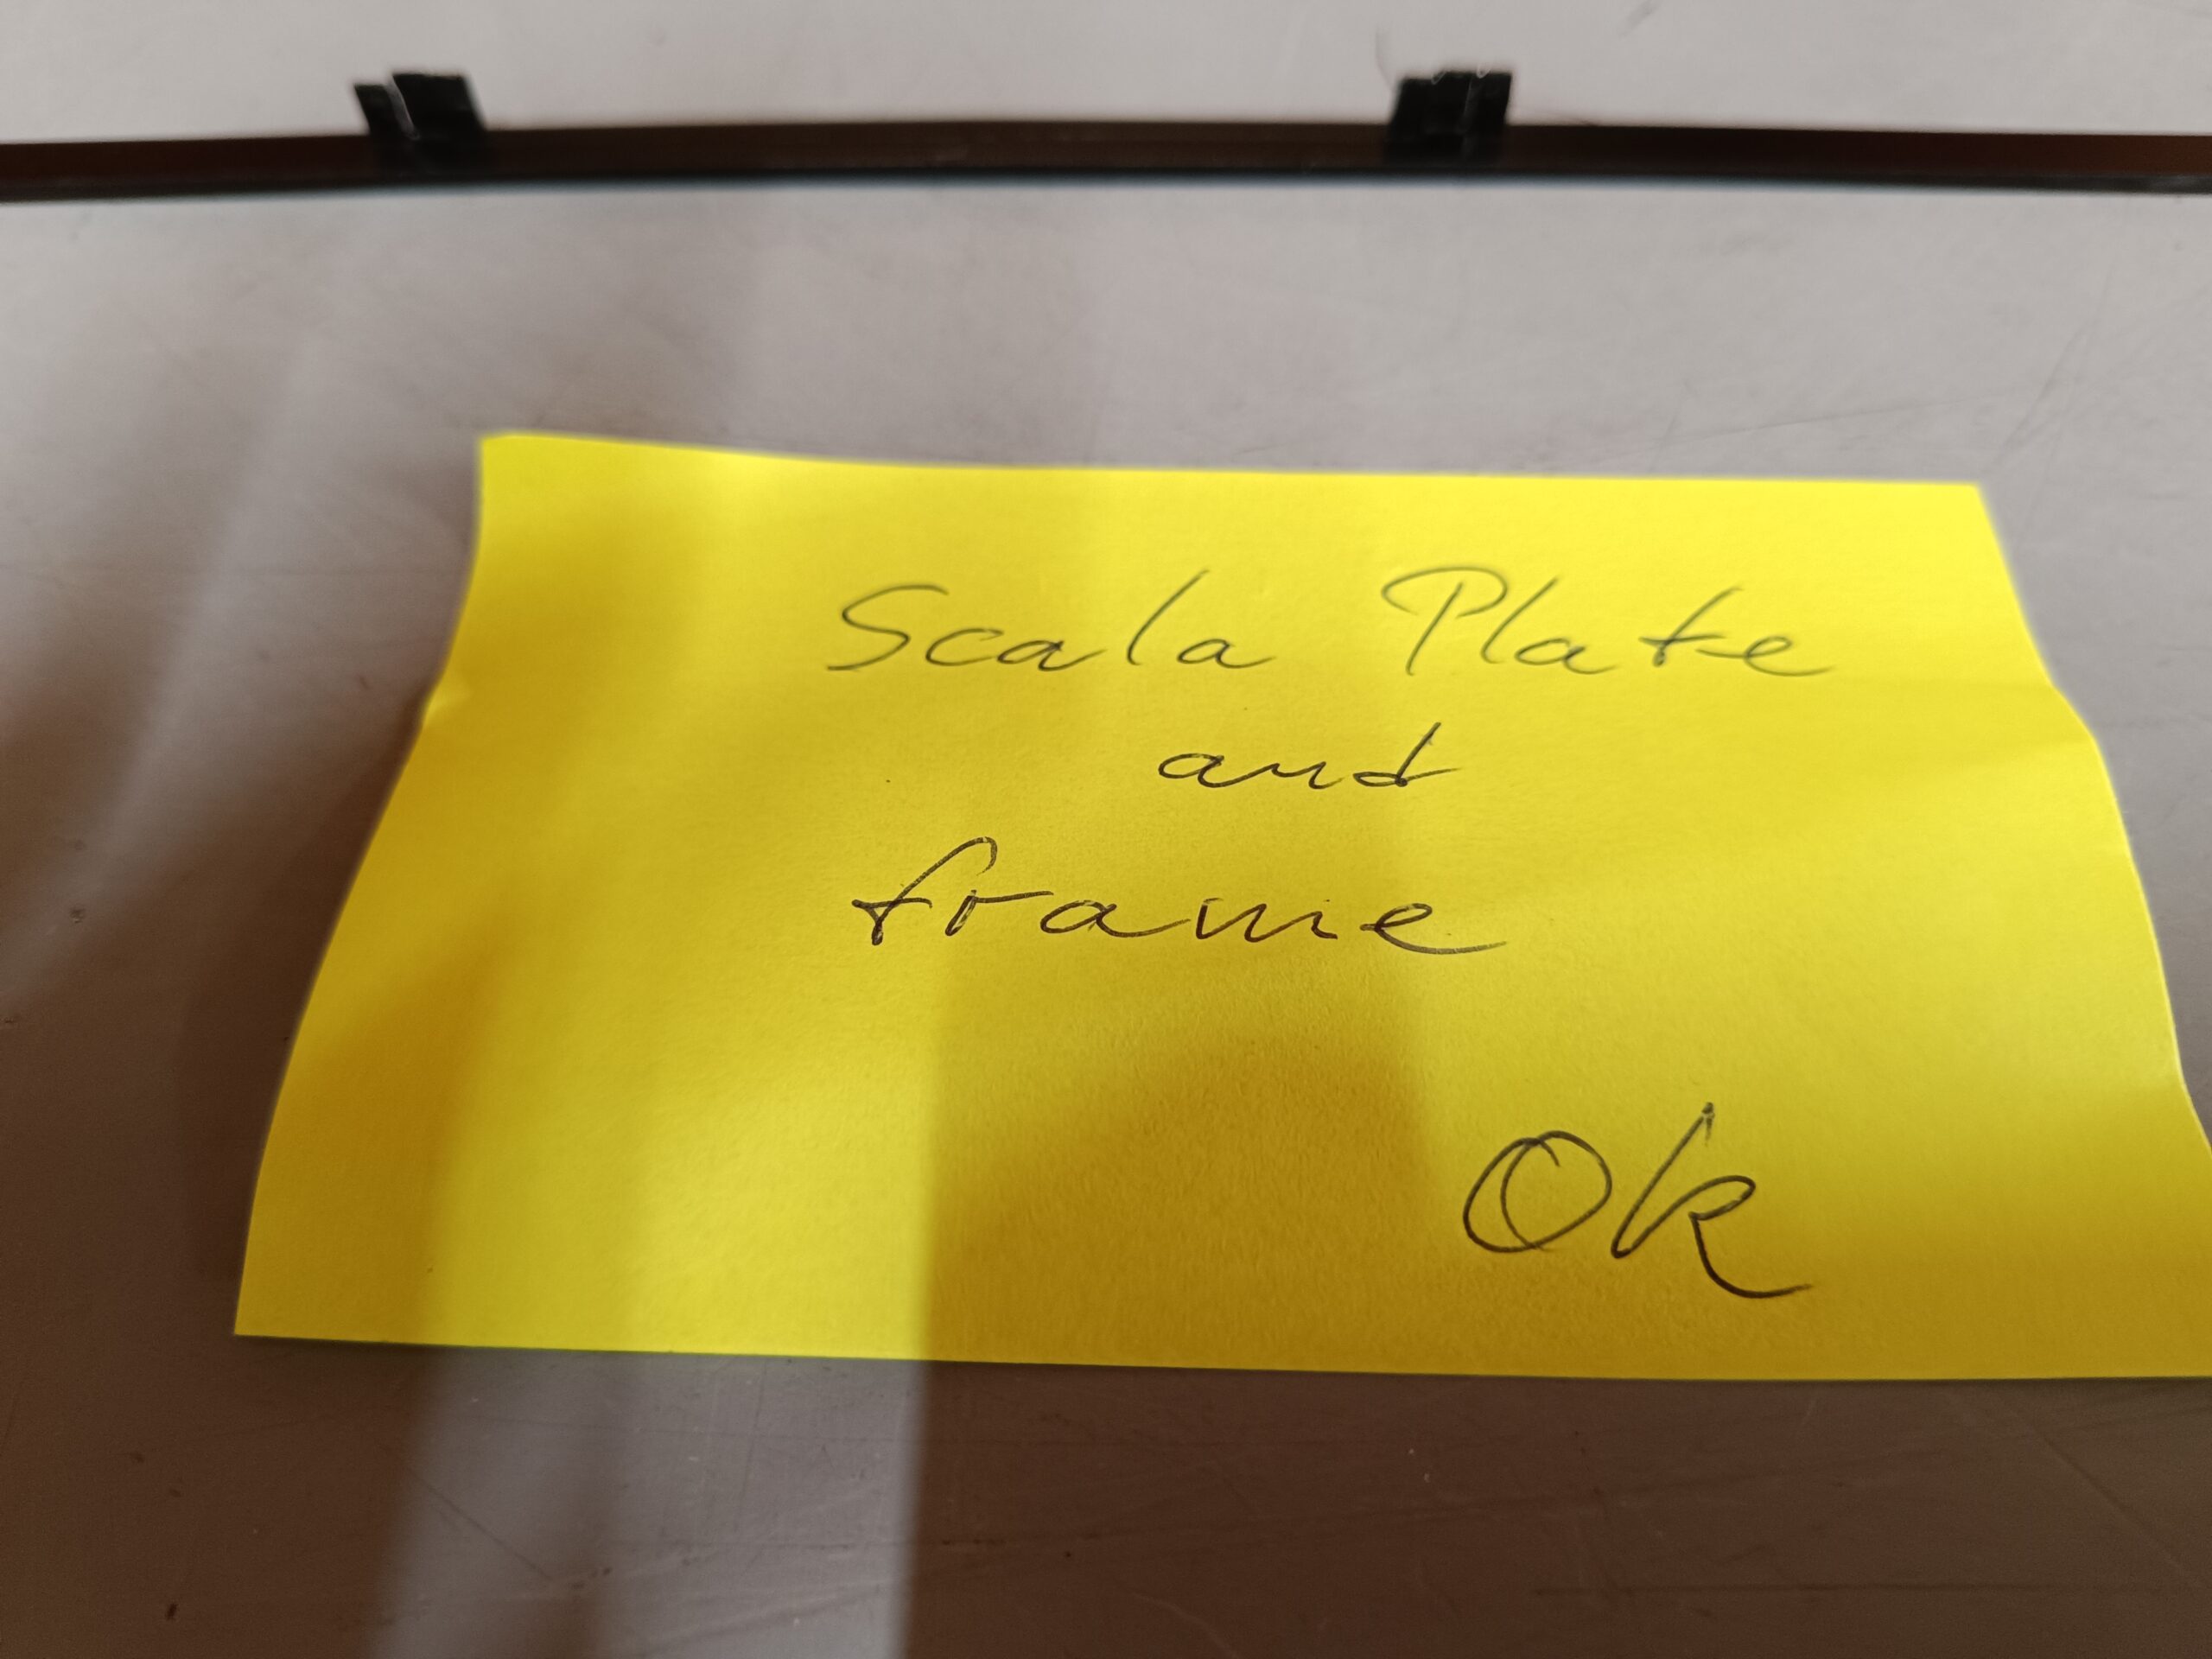 Scala Plate
and
frame
Ok